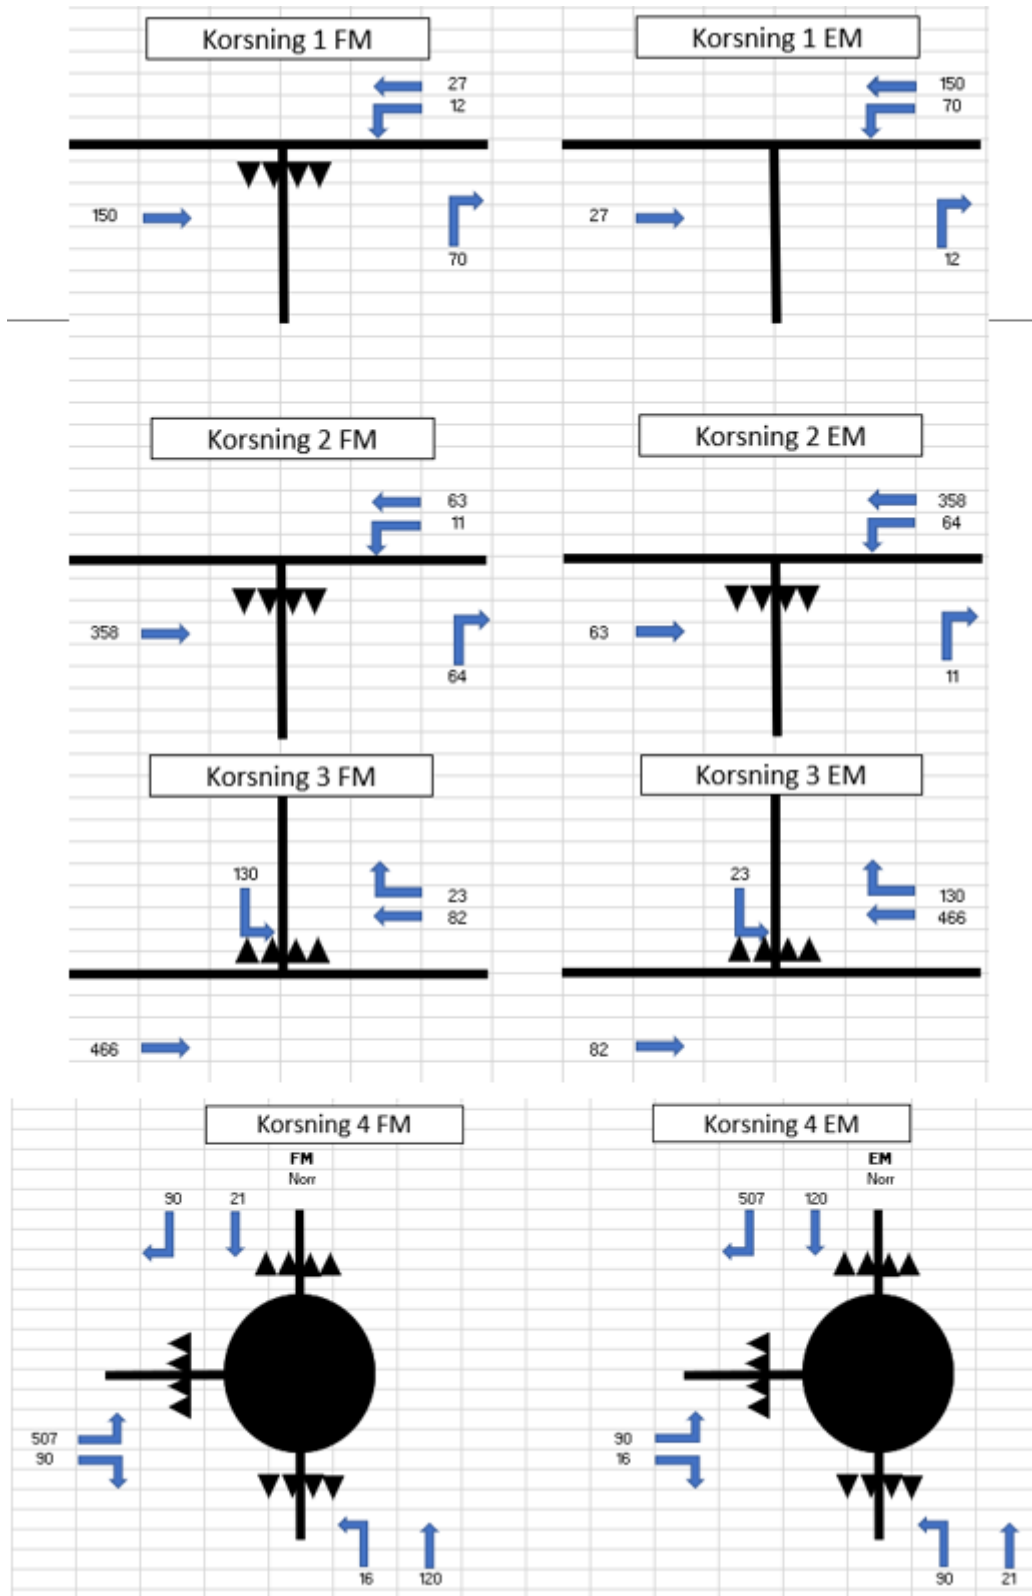 Korsning 1 FM
27
12
150
70
Korsning 1 EM
150
70
27
12
Korsning 2 FM
63
11
358
64
Korsning 2 EM
358
64
63
11
Korsning 3 FM
130
23
82
466
Korsning 3 EM
23
130
466
82
Korsning 4 FM
FM
Norr
90 21
507
90
16 120
Korsning 4 EM
EM
Norr
507 120
90
16
90 21